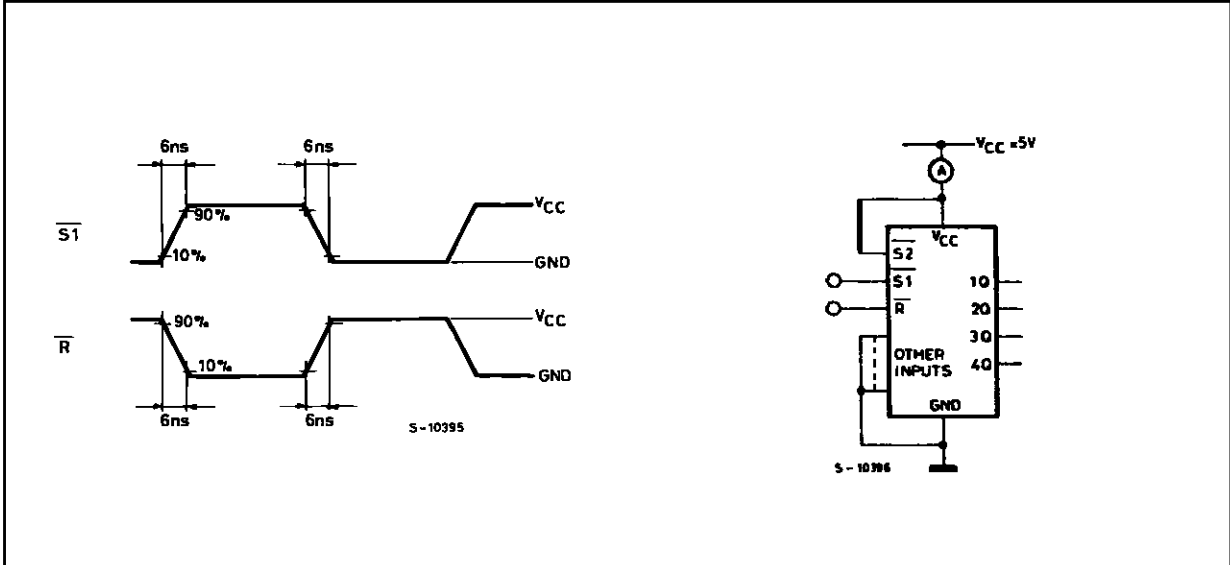 6ns 6ns
S1
90%
10%
VCC
GND
R
90%
10%
VCC
GND
6ns 6ns
S-10395
VCC=5V
A
VCC
S2
S1
R
1Q
2Q
3Q
4Q
OTHER
INPUTS
GND
S-10396